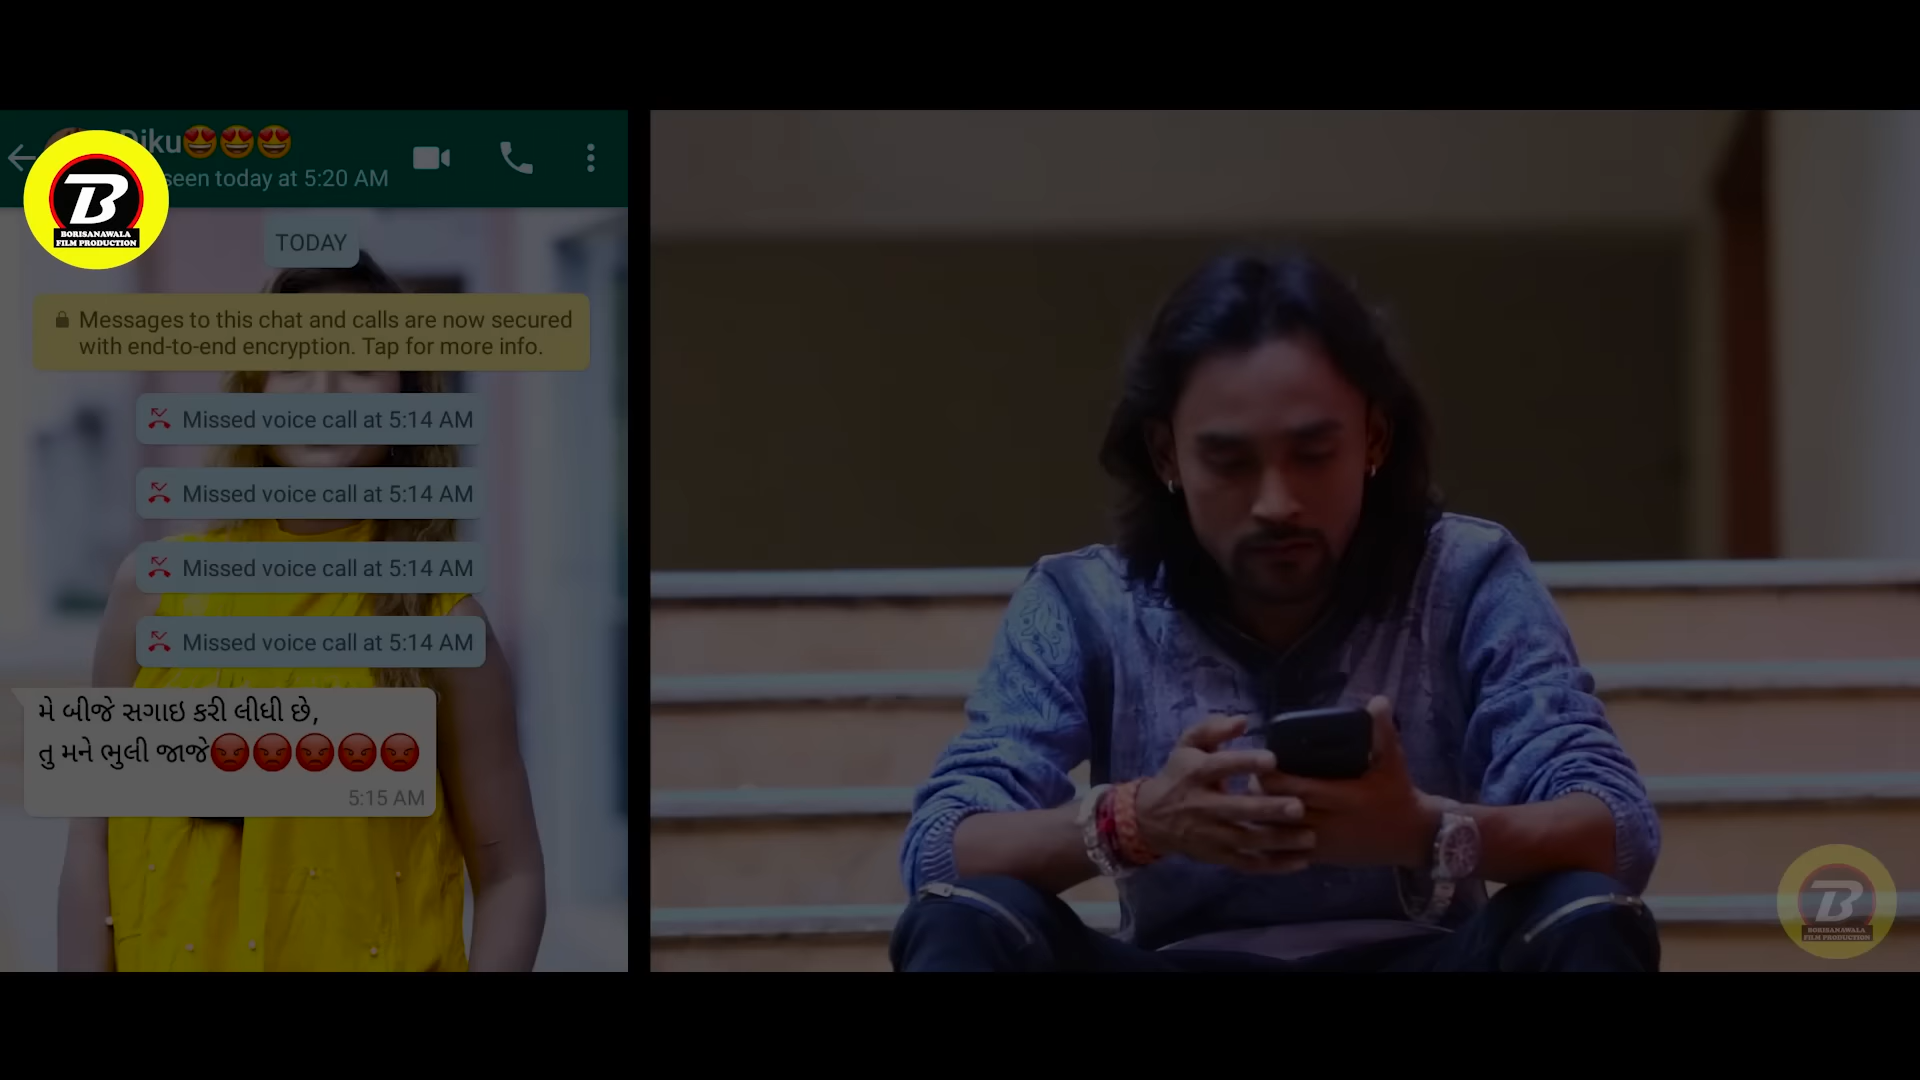 Diku😍😍😍
seen today at 5:20 AM
B
BORISANAWALA
FILM PRODUCTION
TODAY
Messages to this chat and calls are now secured
with end-to-end encryption. Tap for more info.
Missed voice call at 5:14 AM
Missed voice call at 5:14 AM
Missed voice call at 5:14 AM
Missed voice call at 5:14 AM
મે બીજે સગાઇ કરી લીધી છે,
તુ મને ભુલી જાજે😡😡😡😡😡
5:15 AM
B
BORISANAWALA
FILM PRODUCTION